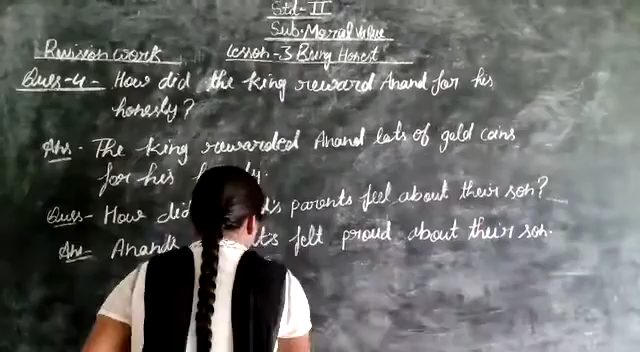 Std-II
Sub-Moral value
Revision work Lesson-3 Being Honest
Ques-4- How did the king reward Anand for his
honesty?
Ans- The king rewarded Anand lots of gold coins
for his
Ques- How did parents feel about their son?
Ans- felt proud about their son.